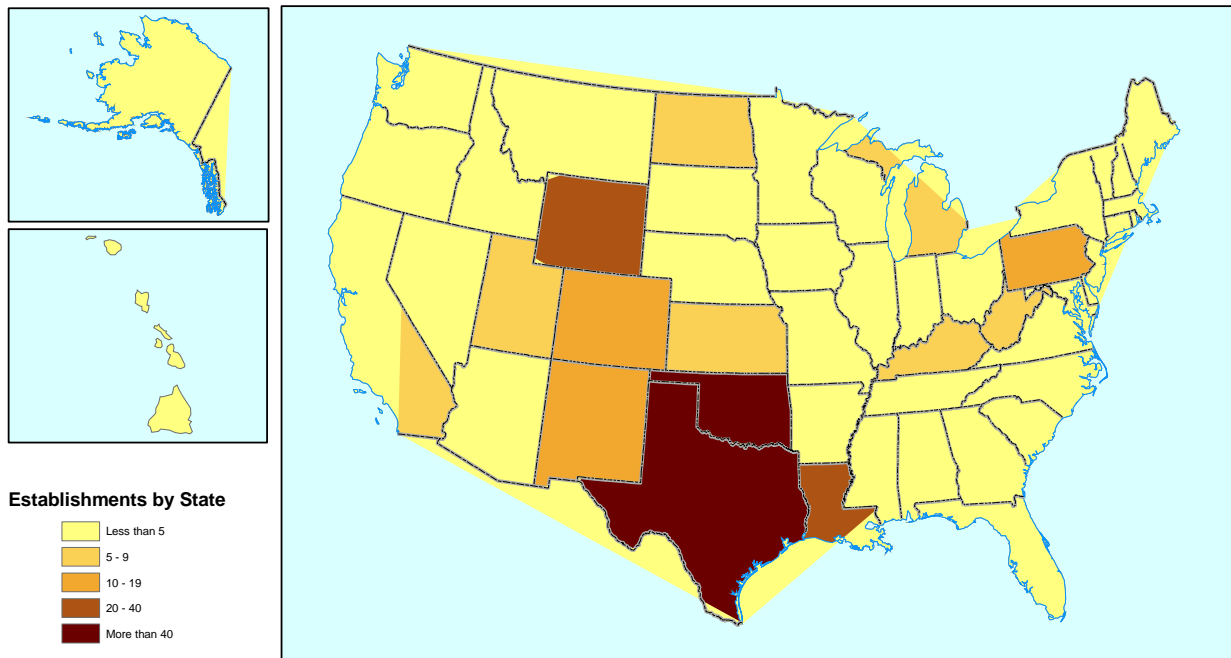 Establishments by State
Less than 5
5 - 9
10 - 19
20 - 40
More than 40